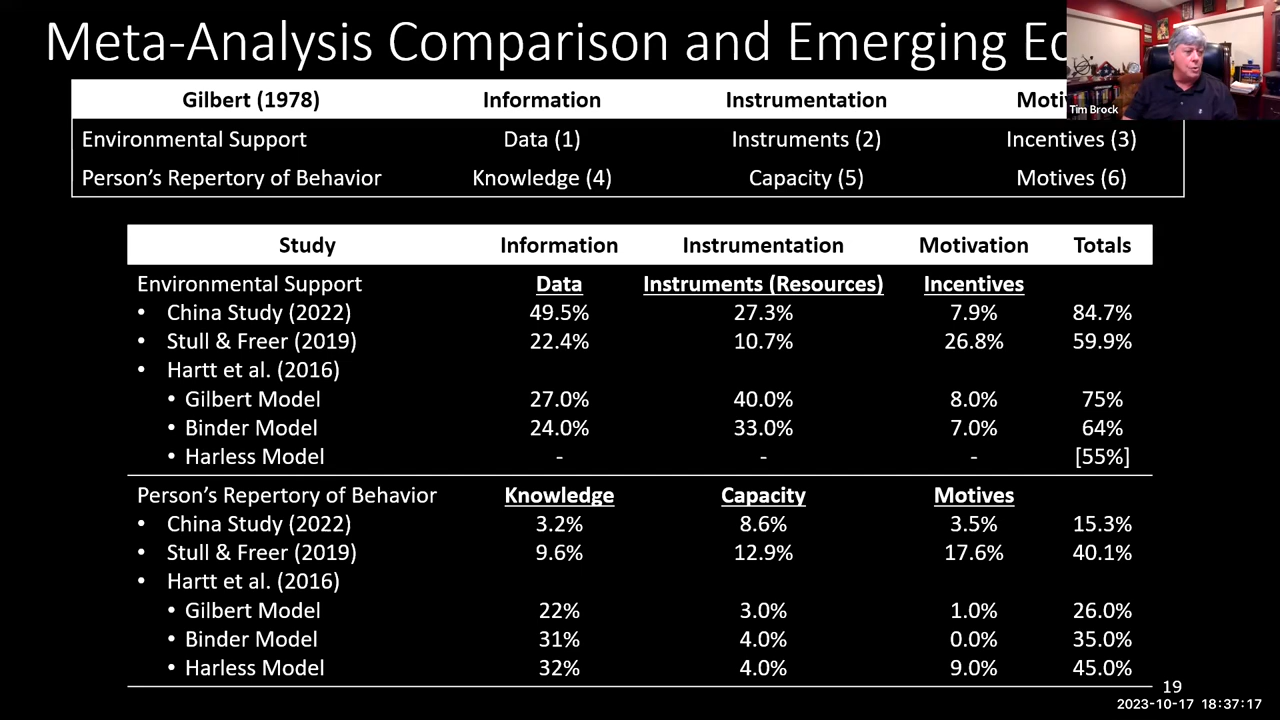 Meta-Analysis Comparison and Emerging
Tim Brock
Gilbert (1978) Information Instrumentation
Environmental Support Data (1) Instruments (2) Incentives (3)
Person's Repertory of Behavior Knowledge (4) Capacity (5) Motives (6)
Study Information Instrumentation Motivation Totals
Environmental Support Data Instruments (Resources) Incentives
• China Study (2022) 49.5% 27.3% 7.9% 84.7%
• Stull & Freer (2019) 22.4% 10.7% 26.8% 59.9%
• Hartt et al. (2016)
• Gilbert Model 27.0% 40.0% 8.0% 75%
• Binder Model 24.0% 33.0% 7.0% 64%
• Harless Model - - - [55%]
Person's Repertory of Behavior Knowledge Capacity Motives
• China Study (2022) 3.2% 8.6% 3.5% 15.3%
• Stull & Freer (2019) 9.6% 12.9% 17.6% 40.1%
• Hartt et al. (2016)
• Gilbert Model 22% 3.0% 1.0% 26.0%
• Binder Model 31% 4.0% 0.0% 35.0%
• Harless Model 32% 4.0% 9.0% 45.0%
19
2023-10-17 18:37:17